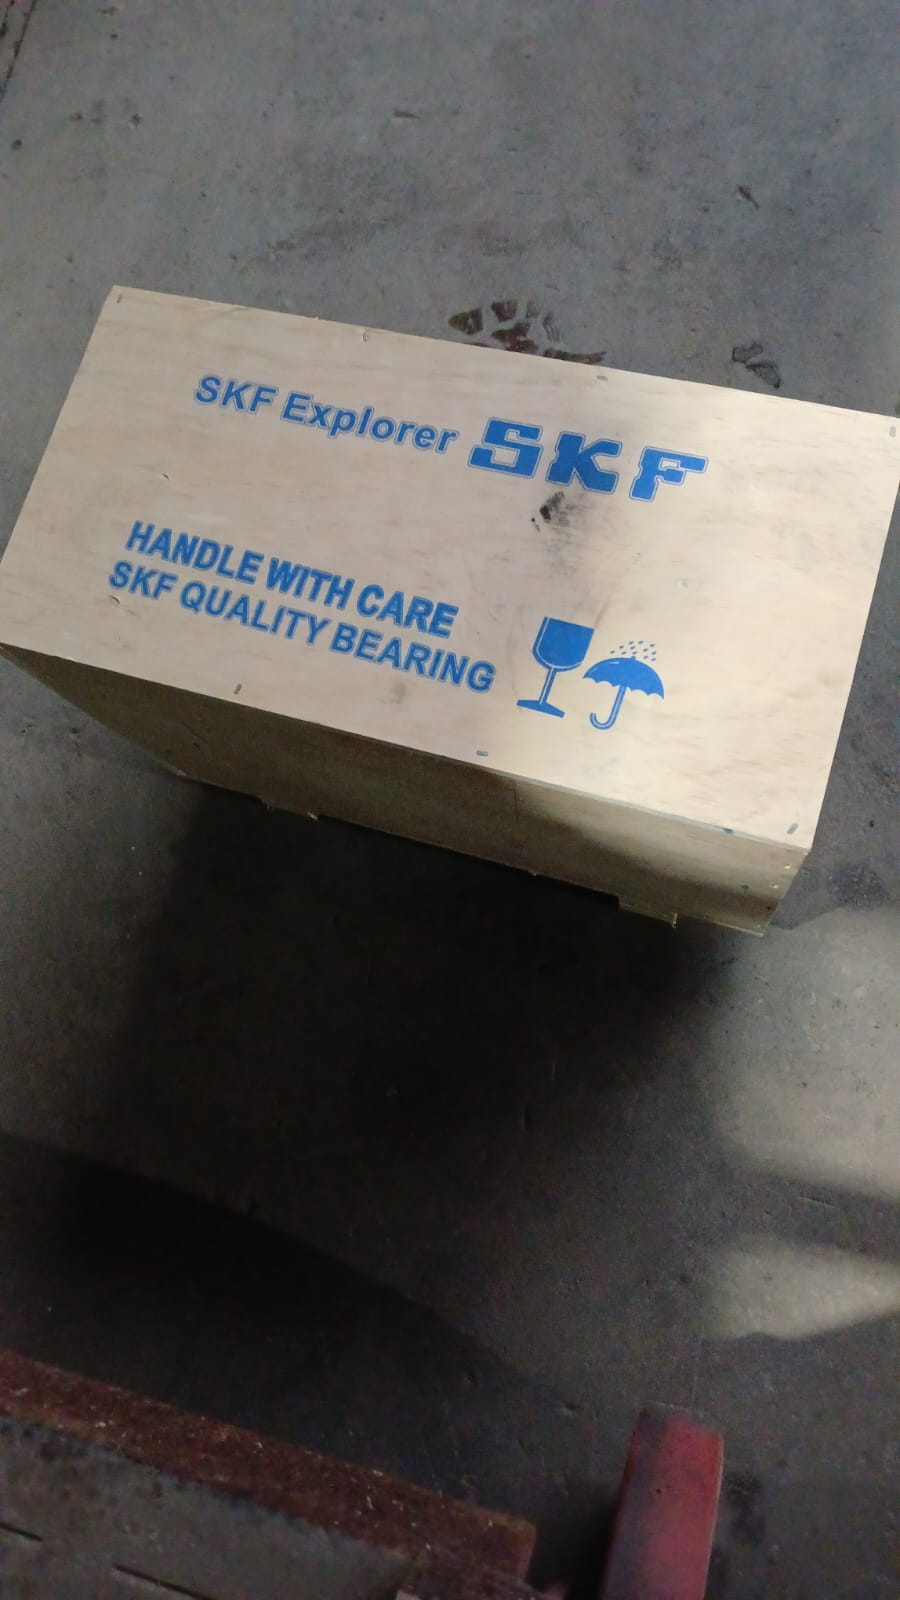 SKF Explorer SKF
HANDLE WITH CARE
SKF QUALITY BEARING